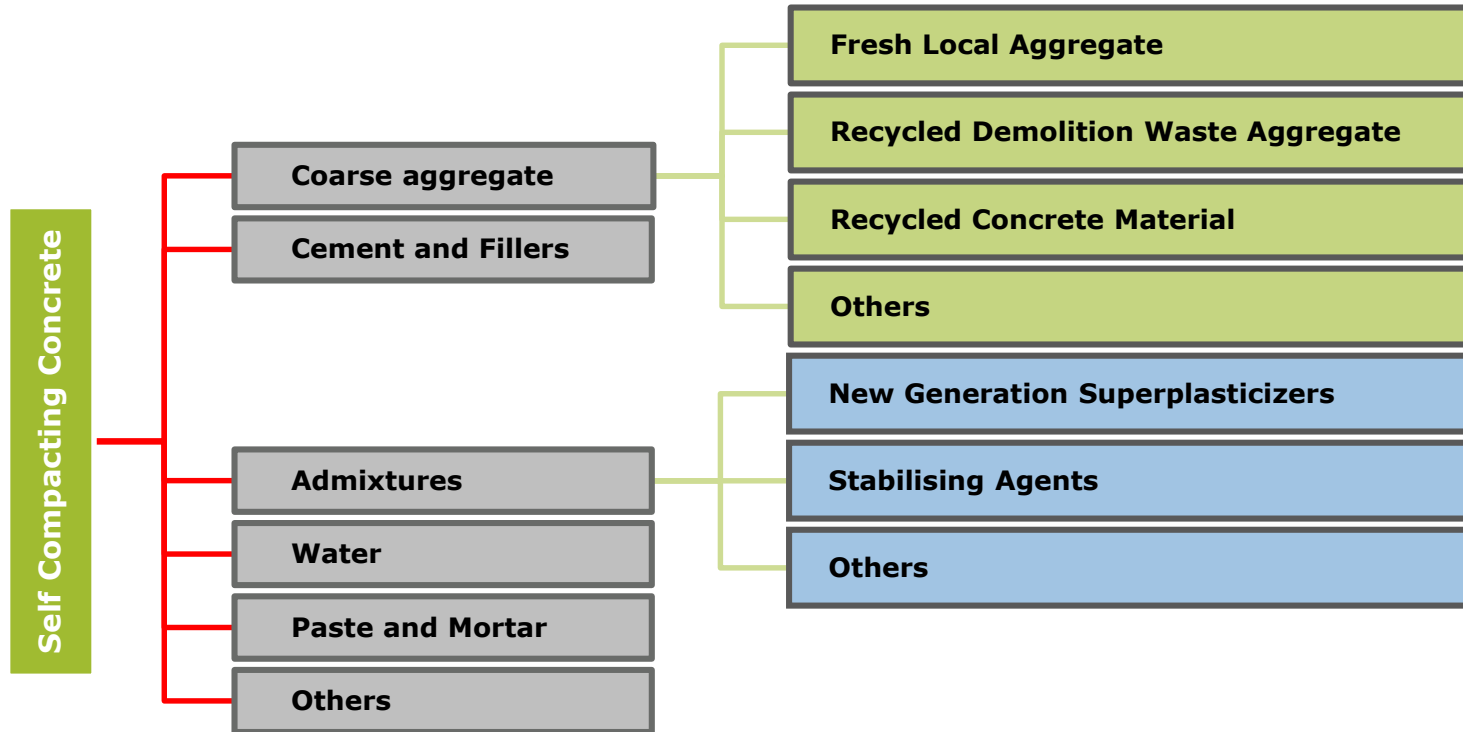 Self Compacting Concrete
Coarse aggregate
Cement and Fillers
Admixtures
Water
Paste and Mortar
Others
Fresh Local Aggregate
Recycled Demolition Waste Aggregate
Recycled Concrete Material
Others
New Generation Superplasticizers
Stabilising Agents
Others